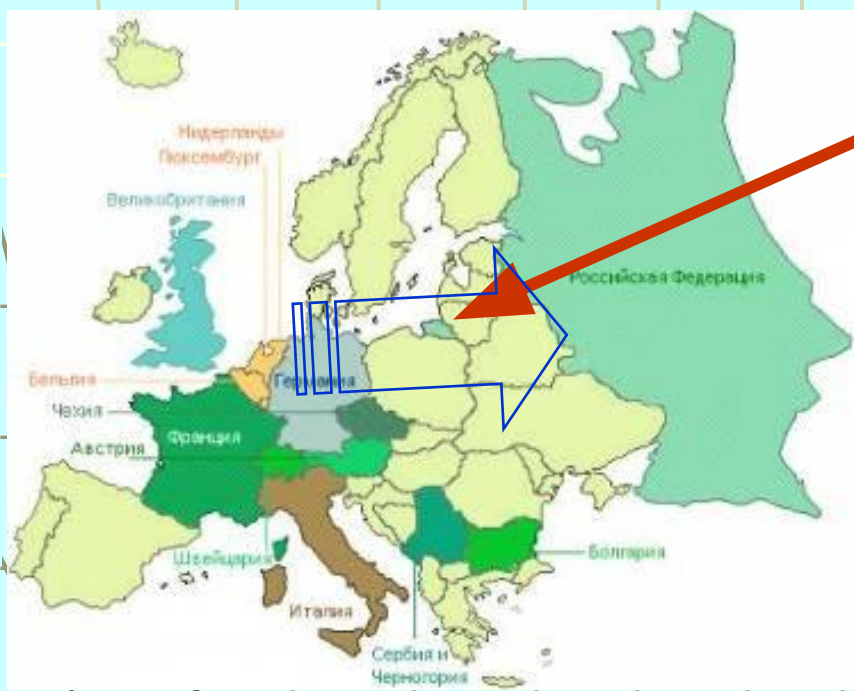 Нидерланды
Люксембург
Великобритания
Российская Федерация
Бельгия
Германия
Чехия
Франция
Австрия
Швейцария
Болгария
Италия
Сербия и
Черногория